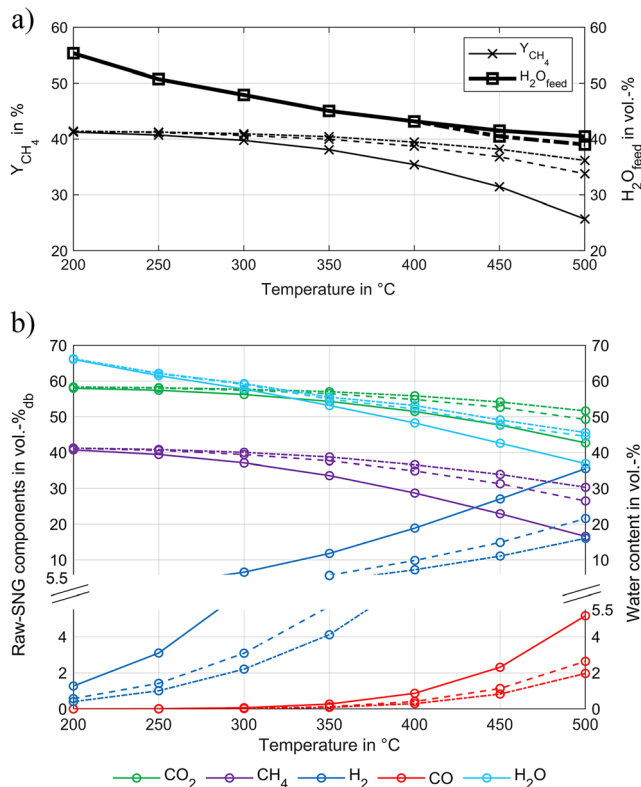 a)
60
50
40
30
20
Y_CH4 in %
60
50
40
30
20
H2O_feed in vol.-%
Y_CH4
H2O_feed
200 250 300 350 400 450 500
Temperature in °C
b)
70
60
50
40
30
20
10
5.5
4
2
0
Raw-SNG components in vol.-%_db
70
60
50
40
30
20
10
5.5
4
2
0
Water content in vol.-%
200 250 300 350 400 450 500
Temperature in °C
CO2 CH4 H2 CO H2O